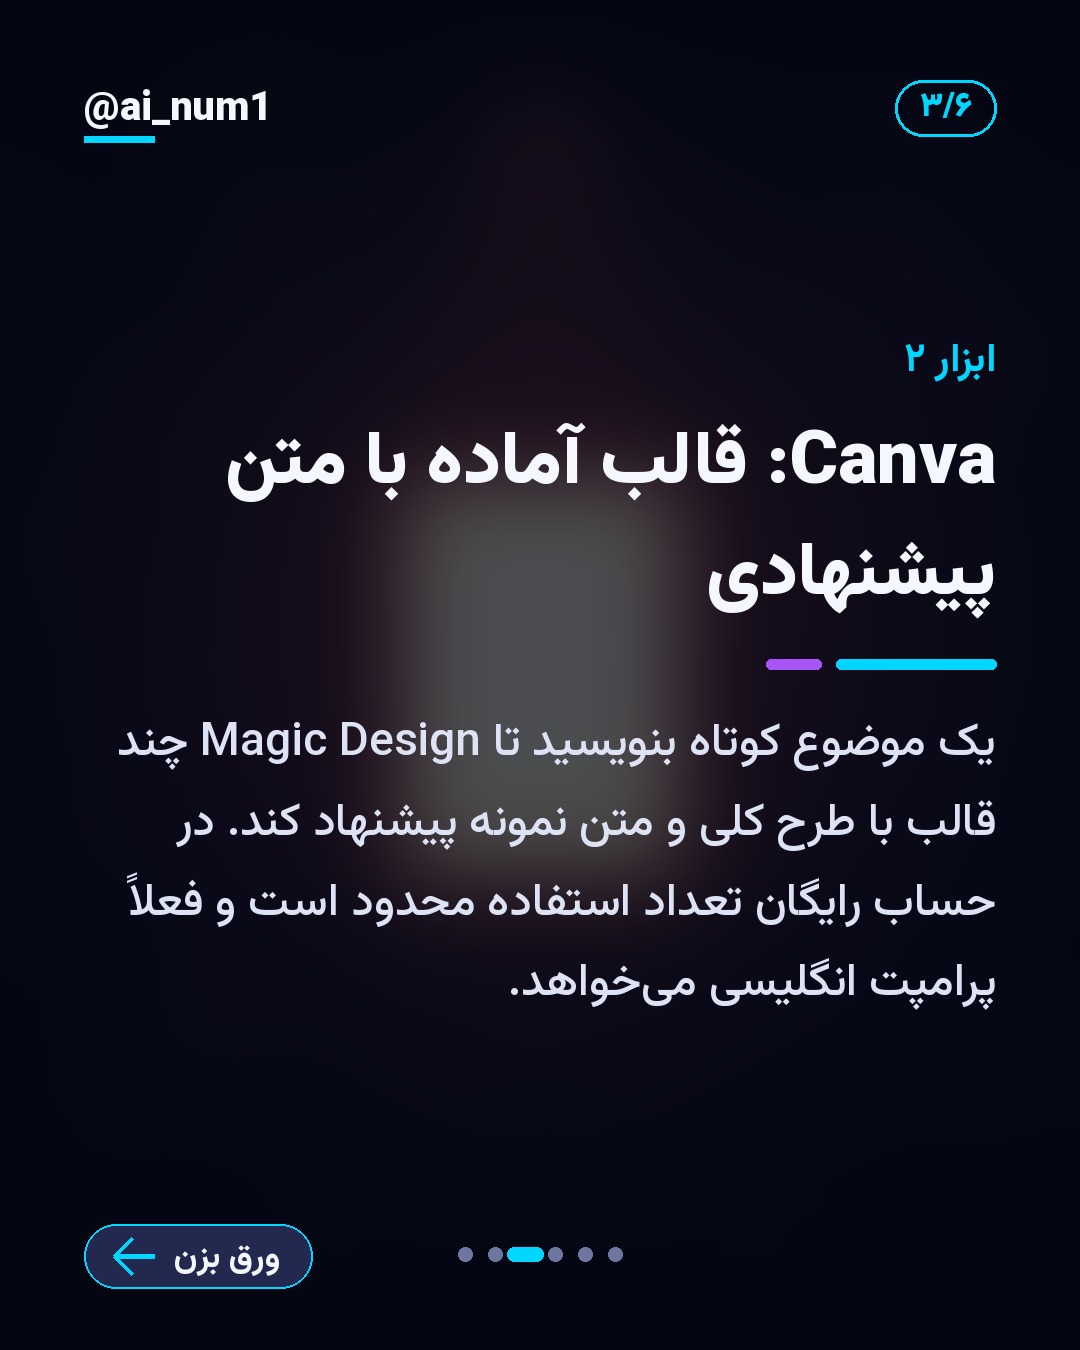 @ai_num1
۳/۶
ابزار ۲
Canva: قالب آماده با متن
پیشنهادی
یک موضوع کوتاه بنویسید تا Magic Design چند
قالب با طرح کلی و متن نمونه پیشنهاد کند. در
حساب رایگان تعداد استفاده محدود است و فعلاً
پرامپت انگلیسی می‌خواهد.
ورق بزن